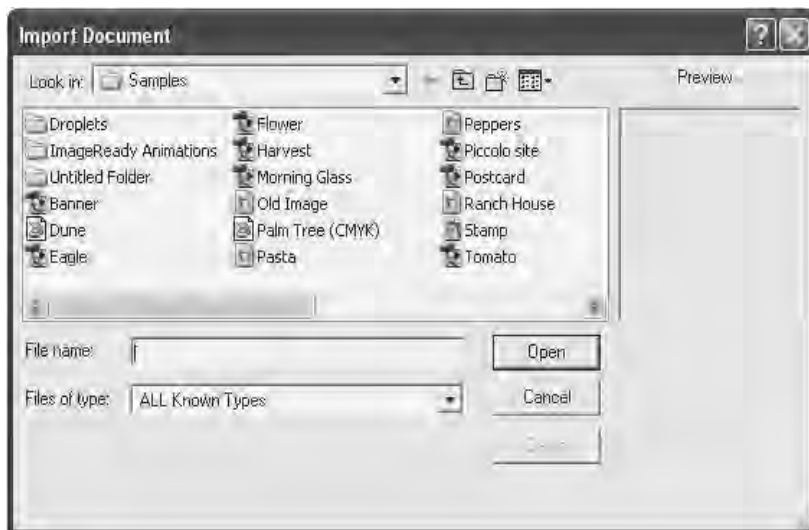 Import Document
Look in: Samples
Preview
Droplets
ImageReady Animations
Untitled Folder
Banner
Dune
Eagle
Flower
Harvest
Morning Glass
Old Image
Palm Tree (CMYK)
Pasta
Peppers
Piccolo site
Postcard
Ranch House
Stamp
Tomato
File name:
Open
Files of type: ALL Known Types
Cancel